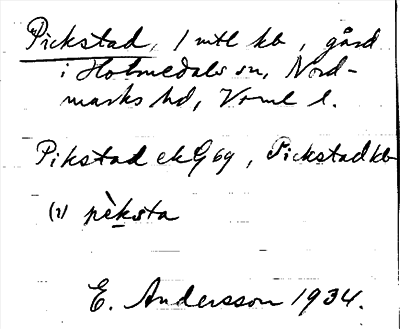 Pickstad, 1 mtl kb, gård
i Holmedals sn, Nord-
marks hd, Vrml l.
Pikstad ek G 69, Pickstad kb
(1) pèksta
E. Andersson 1934.